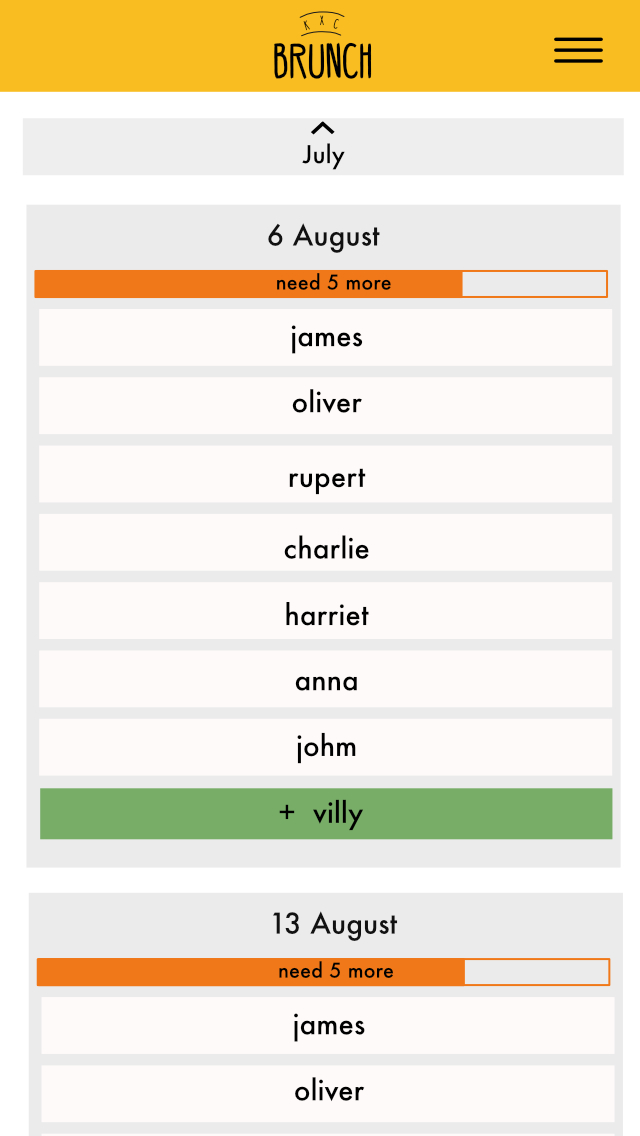 K X C
BRUNCH
July
6 August
need 5 more
james
oliver
rupert
charlie
harriet
anna
johm
+ villy
13 August
need 5 more
james
oliver